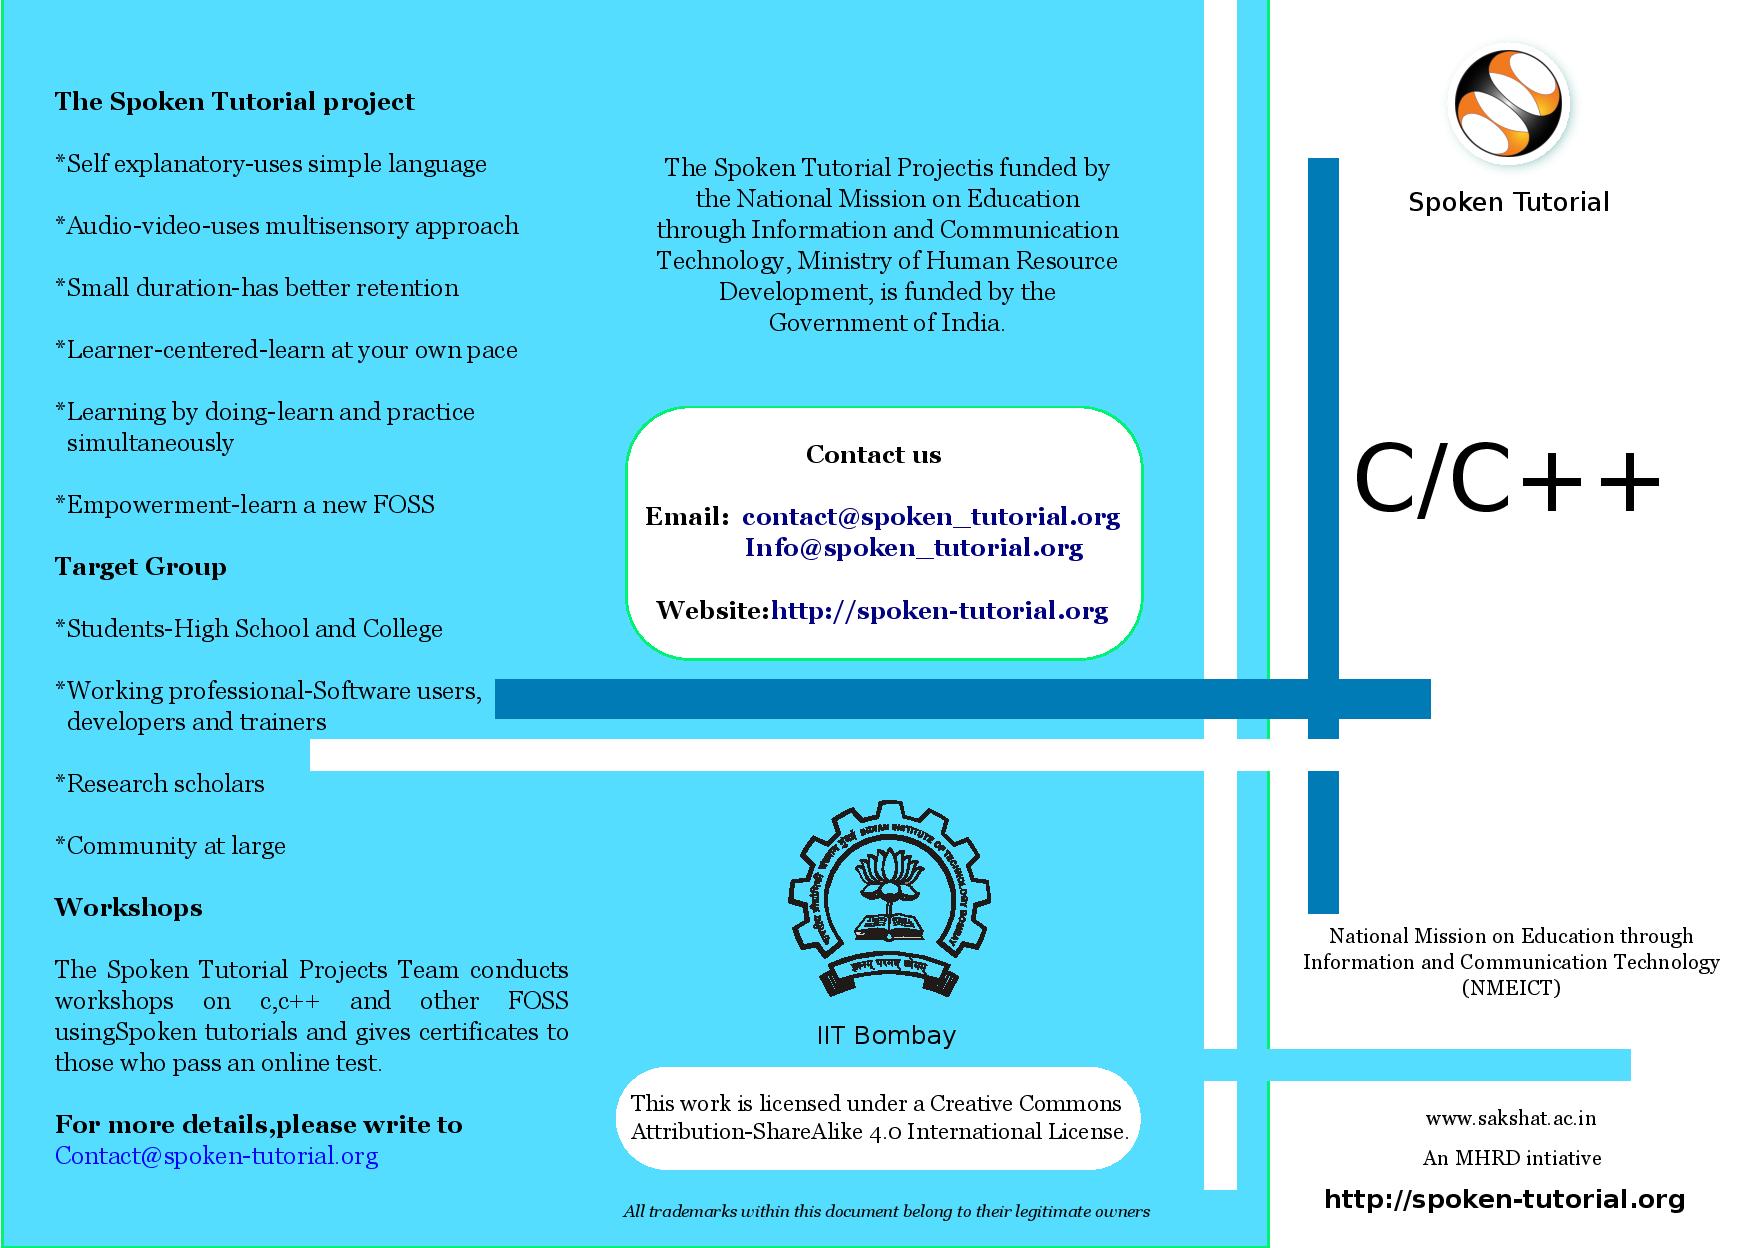 The Spoken Tutorial project
*Self explanatory-uses simple language
*Audio-video-uses multisensory approach
*Small duration-has better retention
*Learner-centered-learn at your own pace
*Learning by doing-learn and practice
simultaneously
*Empowerment-learn a new FOSS
Target Group
*Students-High School and College
*Working professional-Software users,
developers and trainers
*Research scholars
*Community at large
Workshops
The Spoken Tutorial Projects Team conducts
workshops on c,c++ and other FOSS
usingSpoken tutorials and gives certificates to
those who pass an online test.
For more details,please write to
Contact@spoken-tutorial.org
The Spoken Tutorial Projectis funded by
the National Mission on Education
through Information and Communication
Technology, Ministry of Human Resource
Development, is funded by the
Government of India.
Contact us
Email: contact@spoken_tutorial.org
Info@spoken_tutorial.org
Website:http://spoken-tutorial.org
INDIAN INSTITUTE OF TECHNOLOGY BOMBAY
IIT Bombay
This work is licensed under a Creative Commons
Attribution-ShareAlike 4.0 International License.
All trademarks within this document belong to their legitimate owners
Spoken Tutorial
C/C++
National Mission on Education through
Information and Communication Technology
(NMEICT)
www.sakshat.ac.in
An MHRD intiative
http://spoken-tutorial.org